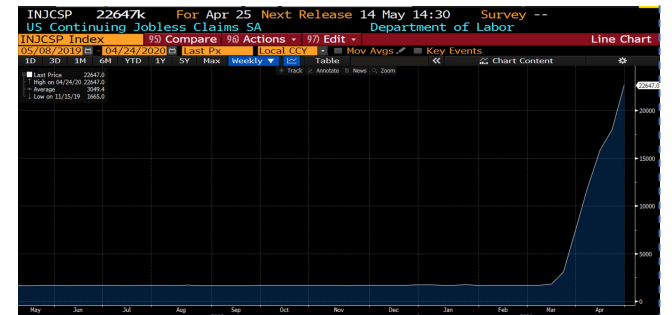 INJCSP 22647k For Apr 25 Next Release 14 May 14:30 Survey --
US Continuing Jobless Claims SA Department of Labor
INJCSP Index 95) Compare 96) Actions 97) Edit Line Chart
05/08/2019 - 04/24/2020 Last Px Local CCY Mov Avgs Key Events
1D 3D 1M 6M YTD 1Y 5Y Max Weekly ▼ Table « Chart Content
Track Annotate News Zoom
Last Price 22647.0
High on 04/24/20 22647.0
Average 3049.4
Low on 11/15/19 1665.0
22647.0
20000
15000
10000
5000
0
May Jun Jul Aug Sep Oct Nov Dec Jan Feb Mar Apr